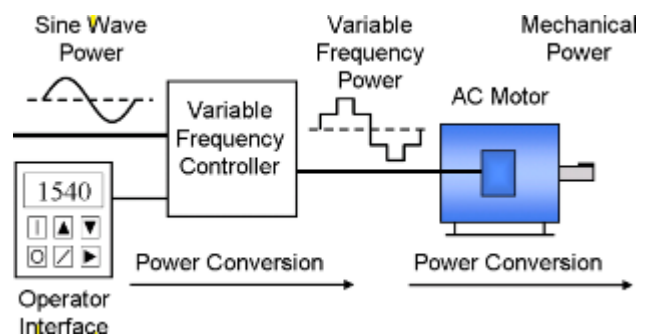 Sine Wave
Power
Variable
Frequency
Power
Mechanical
Power
AC Motor
Variable
Frequency
Controller
1540
Power Conversion
Power Conversion
Operator
Interface